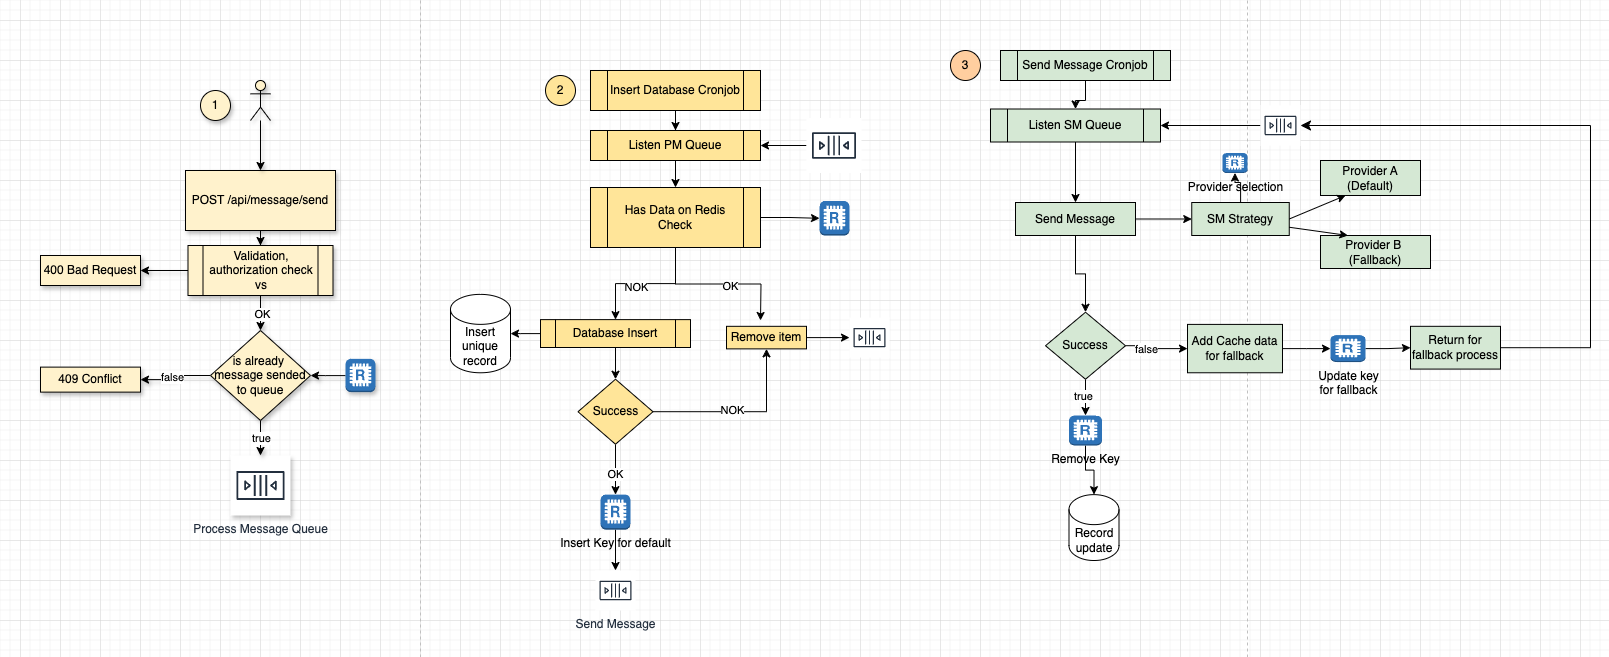 1
POST /api/message/send
Validation,
authorization check
vs
400 Bad Request
OK
is already
message sended
to queue
false
409 Conflict
R
true
Process Message Queue
2
Insert Database Cronjob
Listen PM Queue
Has Data on Redis
Check
R
NOK
OK
Insert
unique
record
Database Insert
Remove item
Success
NOK
OK
R
Insert Key for default
Send Message
3
Send Message Cronjob
Listen SM Queue
R
Provider selection
Provider A
(Default)
Send Message
SM Strategy
Provider B
(Fallback)
Success
false
Add Cache data
for fallback
R
Update key
for fallback
Return for
fallback process
true
R
Remove Key
Record
update